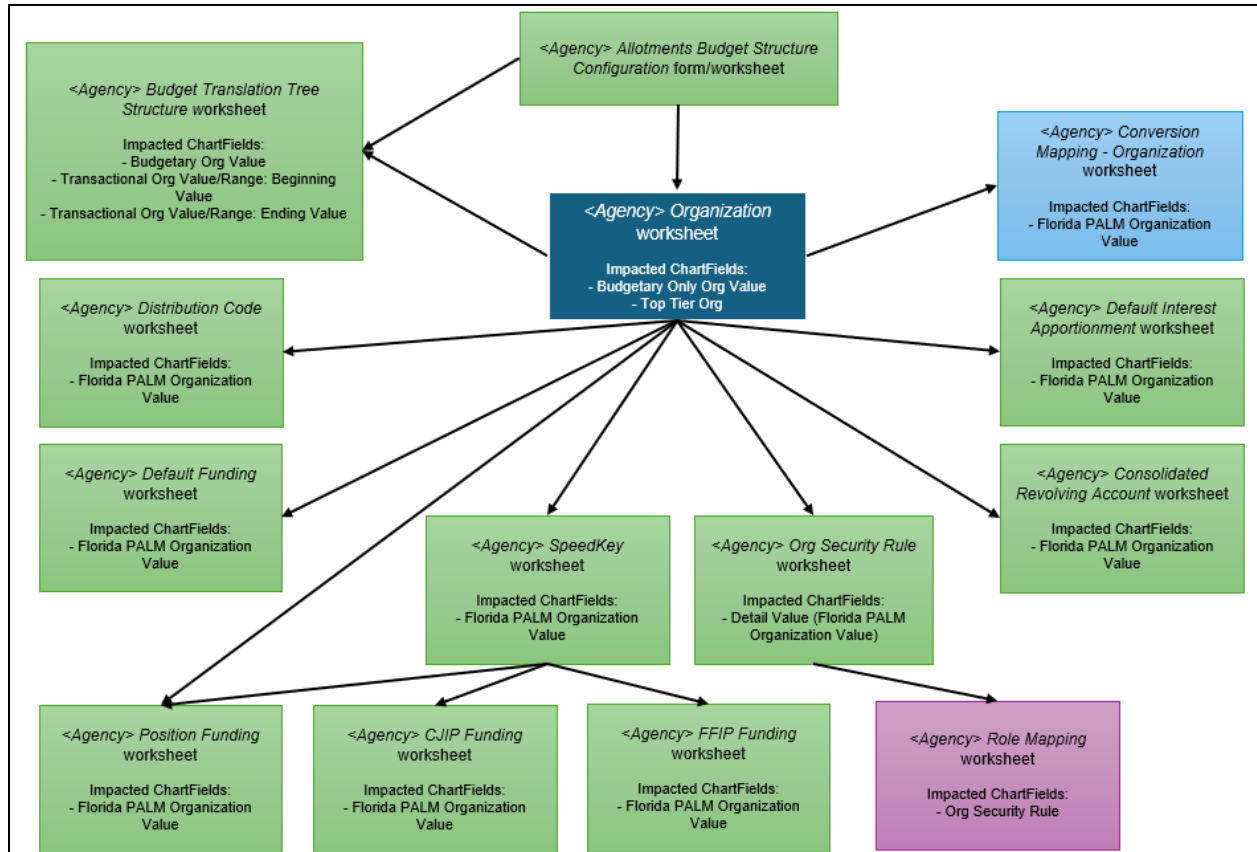 <Agency> Allotments Budget Structure
Configuration form/worksheet
<Agency> Budget Translation Tree
Structure worksheet
Impacted ChartFields:
- Budgetary Org Value
- Transactional Org Value/Range: Beginning
Value
- Transactional Org Value/Range: Ending Value
<Agency> Conversion
Mapping - Organization
worksheet
Impacted ChartFields:
- Florida PALM Organization
Value
<Agency> Organization
worksheet
Impacted ChartFields:
- Budgetary Only Org Value
- Top Tier Org
<Agency> Distribution Code
worksheet
Impacted ChartFields:
- Florida PALM Organization
Value
<Agency> Default Interest
Apportionment worksheet
Impacted ChartFields:
- Florida PALM Organization
Value
<Agency> Default Funding
worksheet
Impacted ChartFields:
- Florida PALM Organization
Value
<Agency> Consolidated
Revolving Account worksheet
Impacted ChartFields:
- Florida PALM Organization
Value
<Agency> SpeedKey
worksheet
Impacted ChartFields:
- Florida PALM Organization
Value
<Agency> Org Security Rule
worksheet
Impacted ChartFields:
- Detail Value (Florida PALM
Organization Value)
<Agency> Position Funding
worksheet
Impacted ChartFields:
- Florida PALM Organization
Value
<Agency> CJIP Funding
worksheet
Impacted ChartFields:
- Florida PALM Organization
Value
<Agency> FFIP Funding
worksheet
Impacted ChartFields:
- Florida PALM Organization
Value
<Agency> Role Mapping
worksheet
Impacted ChartFields:
- Org Security Rule